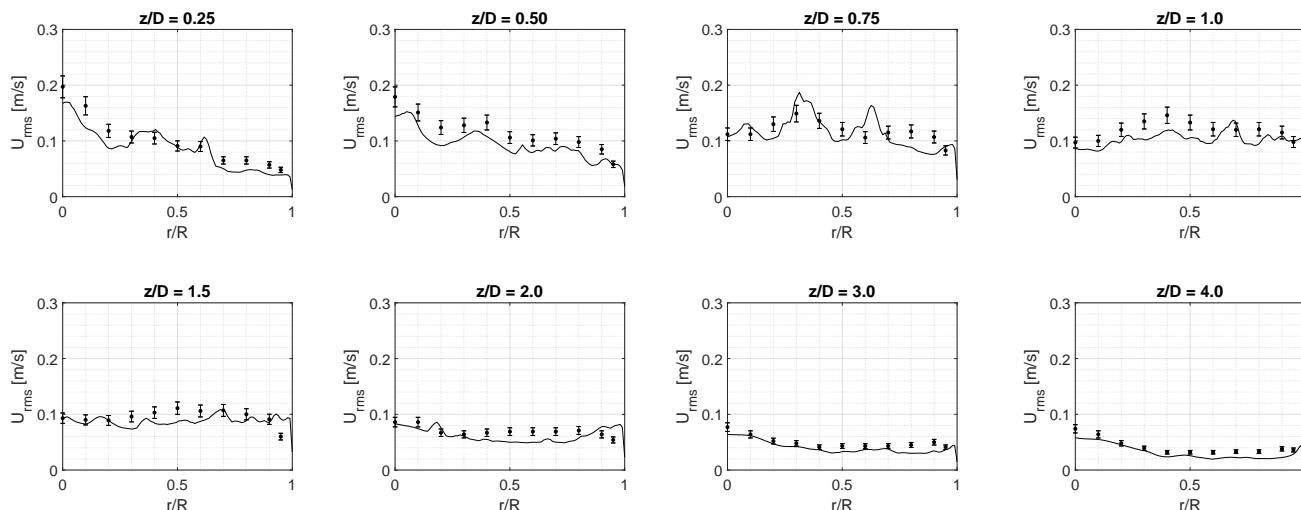 z/D = 0.25
0.3
0.2
0.1
0
U_rms [m/s]
0 0.5 1
r/R
z/D = 0.50
0.3
0.2
0.1
0
U_rms [m/s]
0 0.5 1
r/R
z/D = 0.75
0.3
0.2
0.1
0
U_rms [m/s]
0 0.5 1
r/R
z/D = 1.0
0.3
0.2
0.1
0
U_rms [m/s]
0 0.5
r/R
z/D = 1.5
0.3
0.2
0.1
0
U_rms [m/s]
0 0.5 1
r/R
z/D = 2.0
0.3
0.2
0.1
0
U_rms [m/s]
0 0.5 1
r/R
z/D = 3.0
0.3
0.2
0.1
0
U_rms [m/s]
0 0.5 1
r/R
z/D = 4.0
0.3
0.2
0.1
0
U_rms [m/s]
0 0.5
r/R